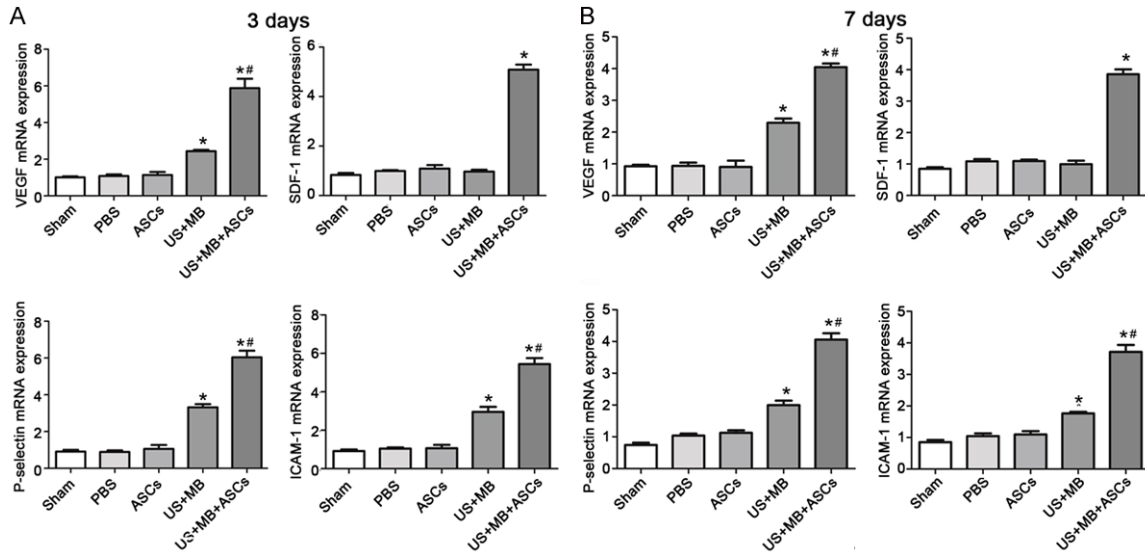 A
3 days
B
7 days
VEGF mRNA expression
8
6
4
2
0
*
*#
Sham
PBS
ASCs
US+MB
US+MB+ASCs
SDF-1 mRNA expression
6
4
2
0
*
Sham
PBS
ASCs
US+MB
US+MB+ASCs
VEGF mRNA expression
5
4
3
2
1
0
*
*#
Sham
PBS
ASCs
US+MB
US+MB+ASCs
SDF-1 mRNA expression
5
4
3
2
1
0
*
Sham
PBS
ASCs
US+MB
US+MB+ASCs
P-selectin mRNA expression
8
6
4
2
0
*
*#
Sham
PBS
ASCs
US+MB
US+MB+ASCs
ICAM-1 mRNA expression
8
6
4
2
0
*
*#
Sham
PBS
ASCs
US+MB
US+MB+ASCs
P-selectin mRNA expression
5
4
3
2
1
0
*
*#
Sham
PBS
ASCs
US+MB
US+MB+ASCs
ICAM-1 mRNA expression
5
4
3
2
1
0
*
*#
Sham
PBS
ASCs
US+MB
US+MB+ASCs